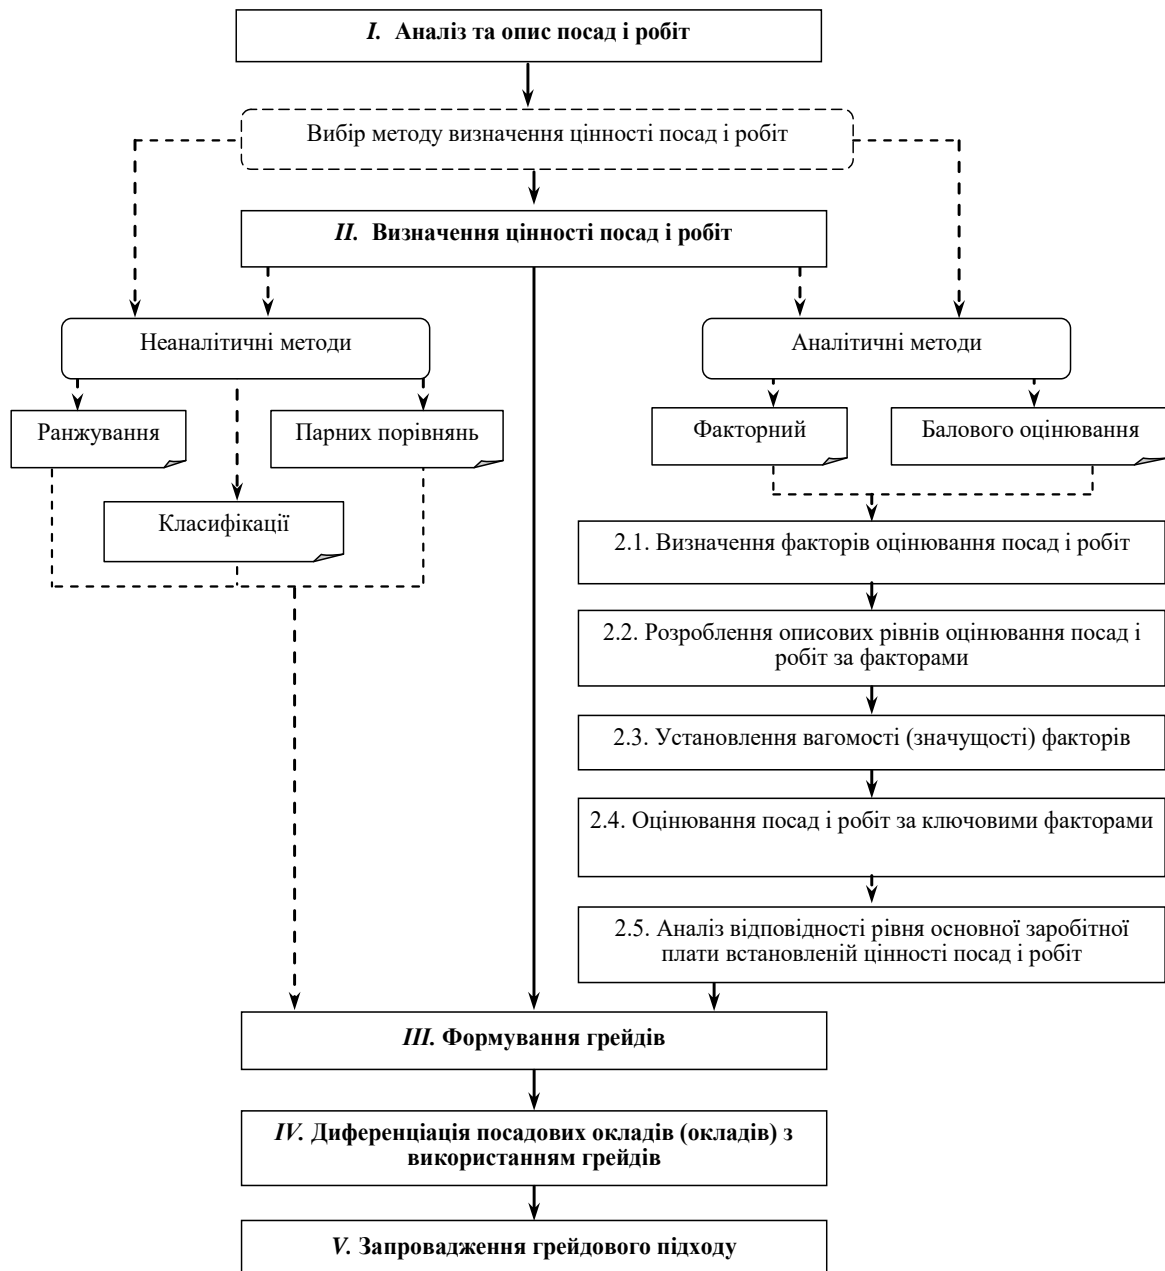 I. Аналіз та опис посад і робіт
Вибір методу визначення цінності посад і робіт
II. Визначення цінності посад і робіт
Неаналітичні методи
Аналітичні методи
Ранжування
Парних порівнянь
Факторний
Балового оцінювання
Класифікації
2.1. Визначення факторів оцінювання посад і робіт
2.2. Розроблення описових рівнів оцінювання посад і
робіт за факторами
2.3. Установлення вагомості (значущості) факторів
2.4. Оцінювання посад і робіт за ключовими факторами
2.5. Аналіз відповідності рівня основної заробітної
плати встановленій цінності посад і робіт
III. Формування грейдів
IV. Диференціація посадових окладів (окладів) з
використанням грейдів
V. Запровадження грейдового підходу